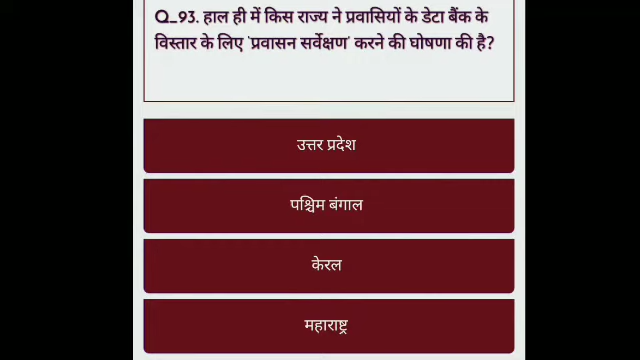 Q_93. हाल ही में किस राज्य ने प्रवासियों के डेटा बैंक के
विस्तार के लिए 'प्रवासन सर्वेक्षण' करने की घोषणा की है?
उत्तर प्रदेश
पश्चिम बंगाल
केरल
महाराष्ट्र